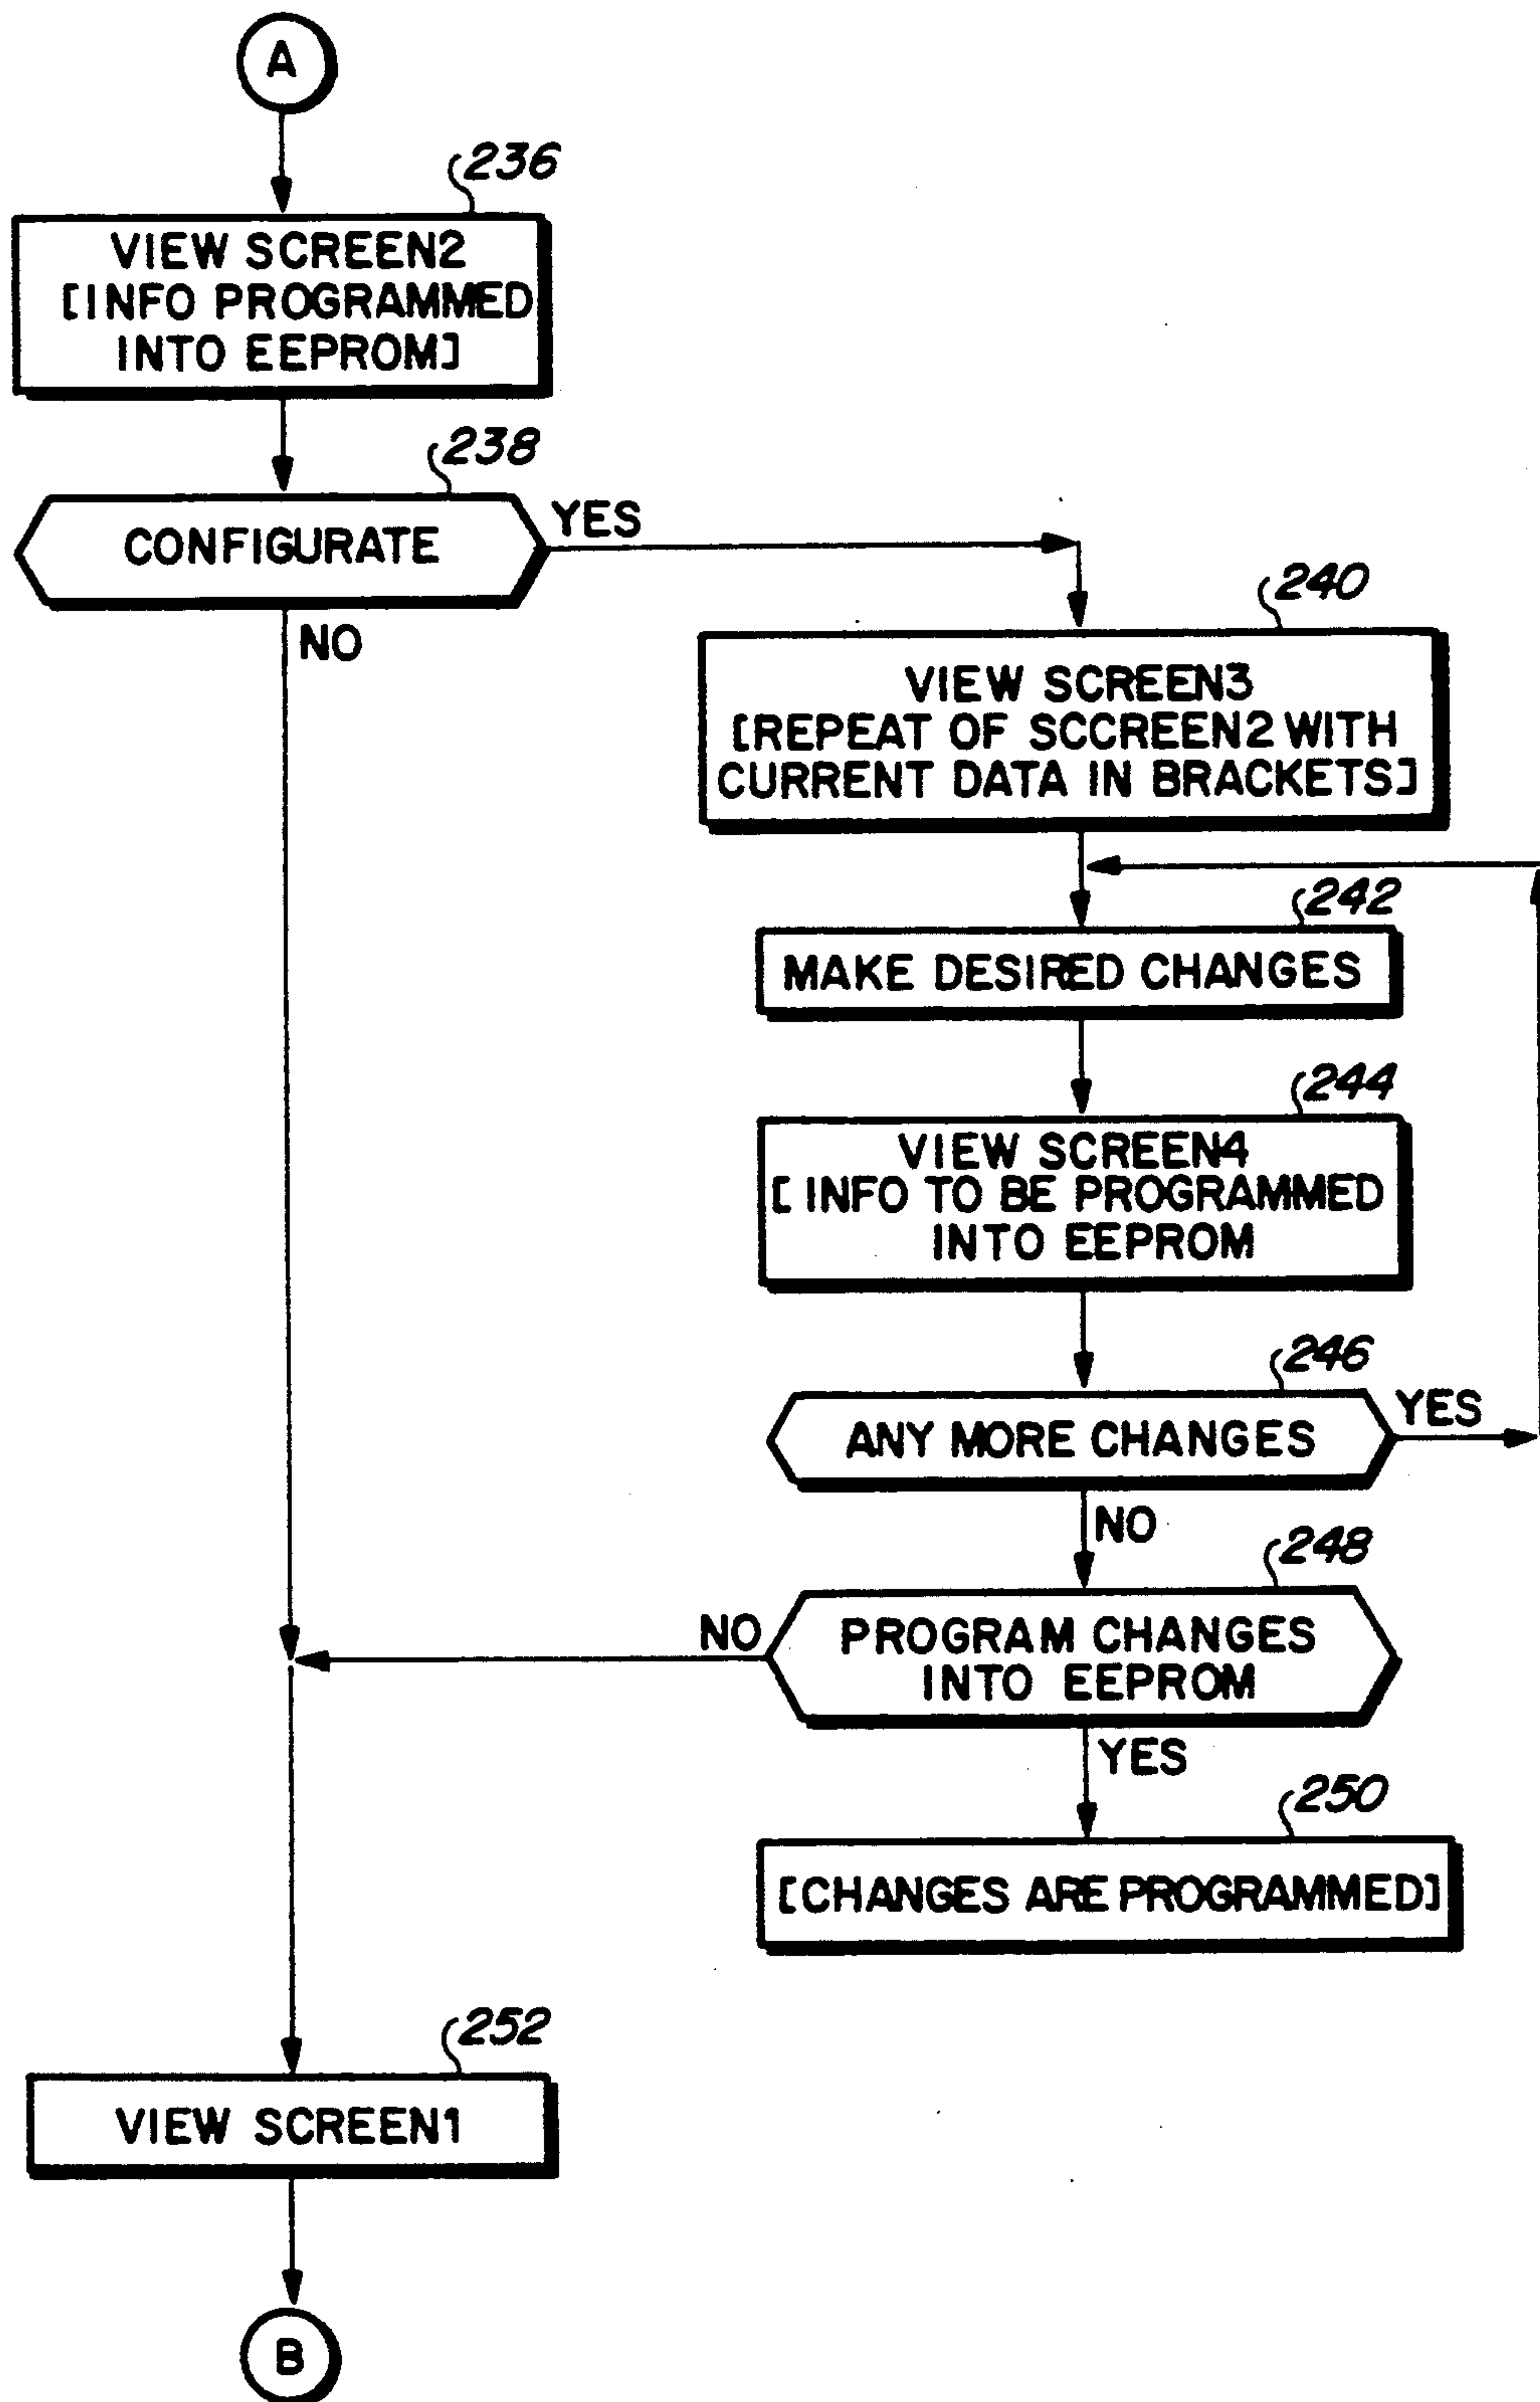 A
236
VIEW SCREEN2
[INFO PROGRAMMED
INTO EEPROM]
238
CONFIGURATE
YES
NO
240
VIEW SCREEN3
[REPEAT OF SCCREEN2 WITH
CURRENT DATA IN BRACKETS]
242
MAKE DESIRED CHANGES
244
VIEW SCREEN4
[ INFO TO BE PROGRAMMED
INTO EEPROM
246
ANY MORE CHANGES
YES
NO
248
NO
PROGRAM CHANGES
INTO EEPROM
YES
250
[CHANGES ARE PROGRAMMED]
252
VIEW SCREEN1
B